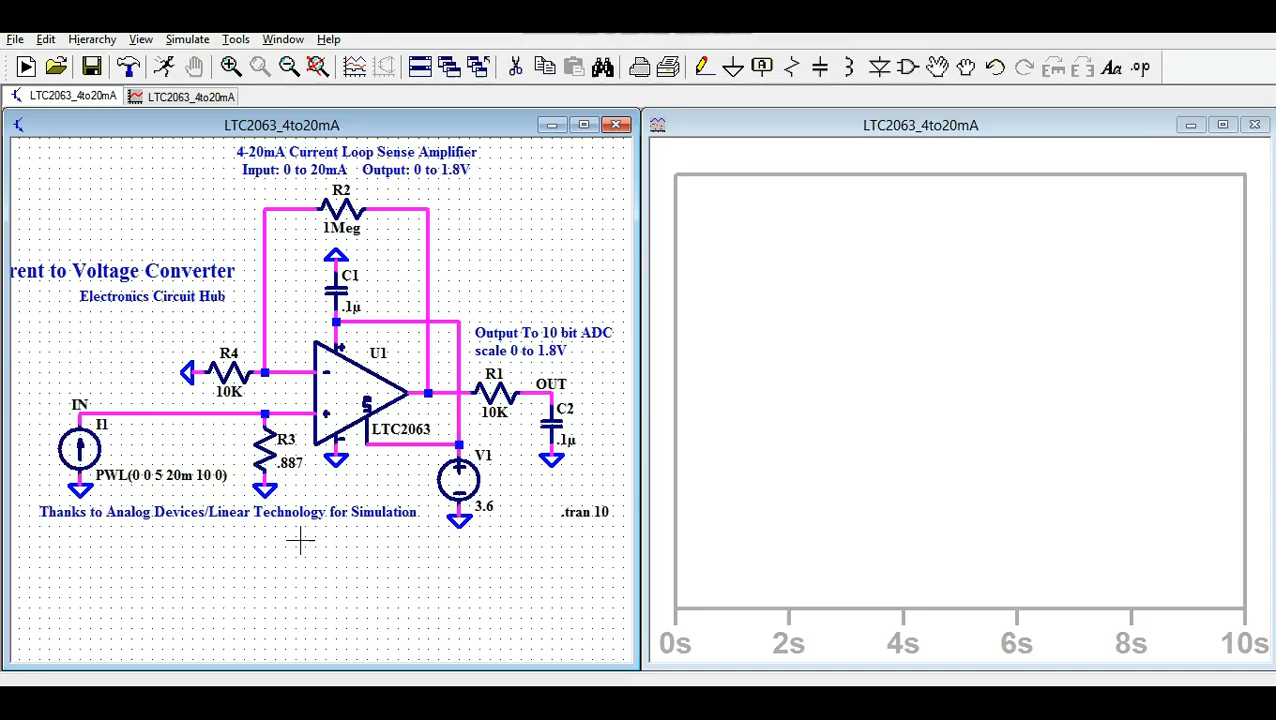 File Edit Hierarchy View Simulate Tools Window Help
Aa .op
LTC2063_4to20mA LTC2063_4to20mA
LTC2063_4to20mA
4-20mA Current Loop Sense Amplifier
Input: 0 to 20mA Output: 0 to 1.8V
R2
1Meg
rent to Voltage Converter
Electronics Circuit Hub
C1
.1µ
Output To 10 bit ADC
scale 0 to 1.8V
R4
10K
U1
R1
10K
OUT
C2
.1µ
IN
I1
PWL(0 0 5 20m 10 0)
R3
.887
LTC2063
V1
3.6
Thanks to Analog Devices/Linear Technology for Simulation
.tran 10
LTC2063_4to20mA
0s 2s 4s 6s 8s 10s